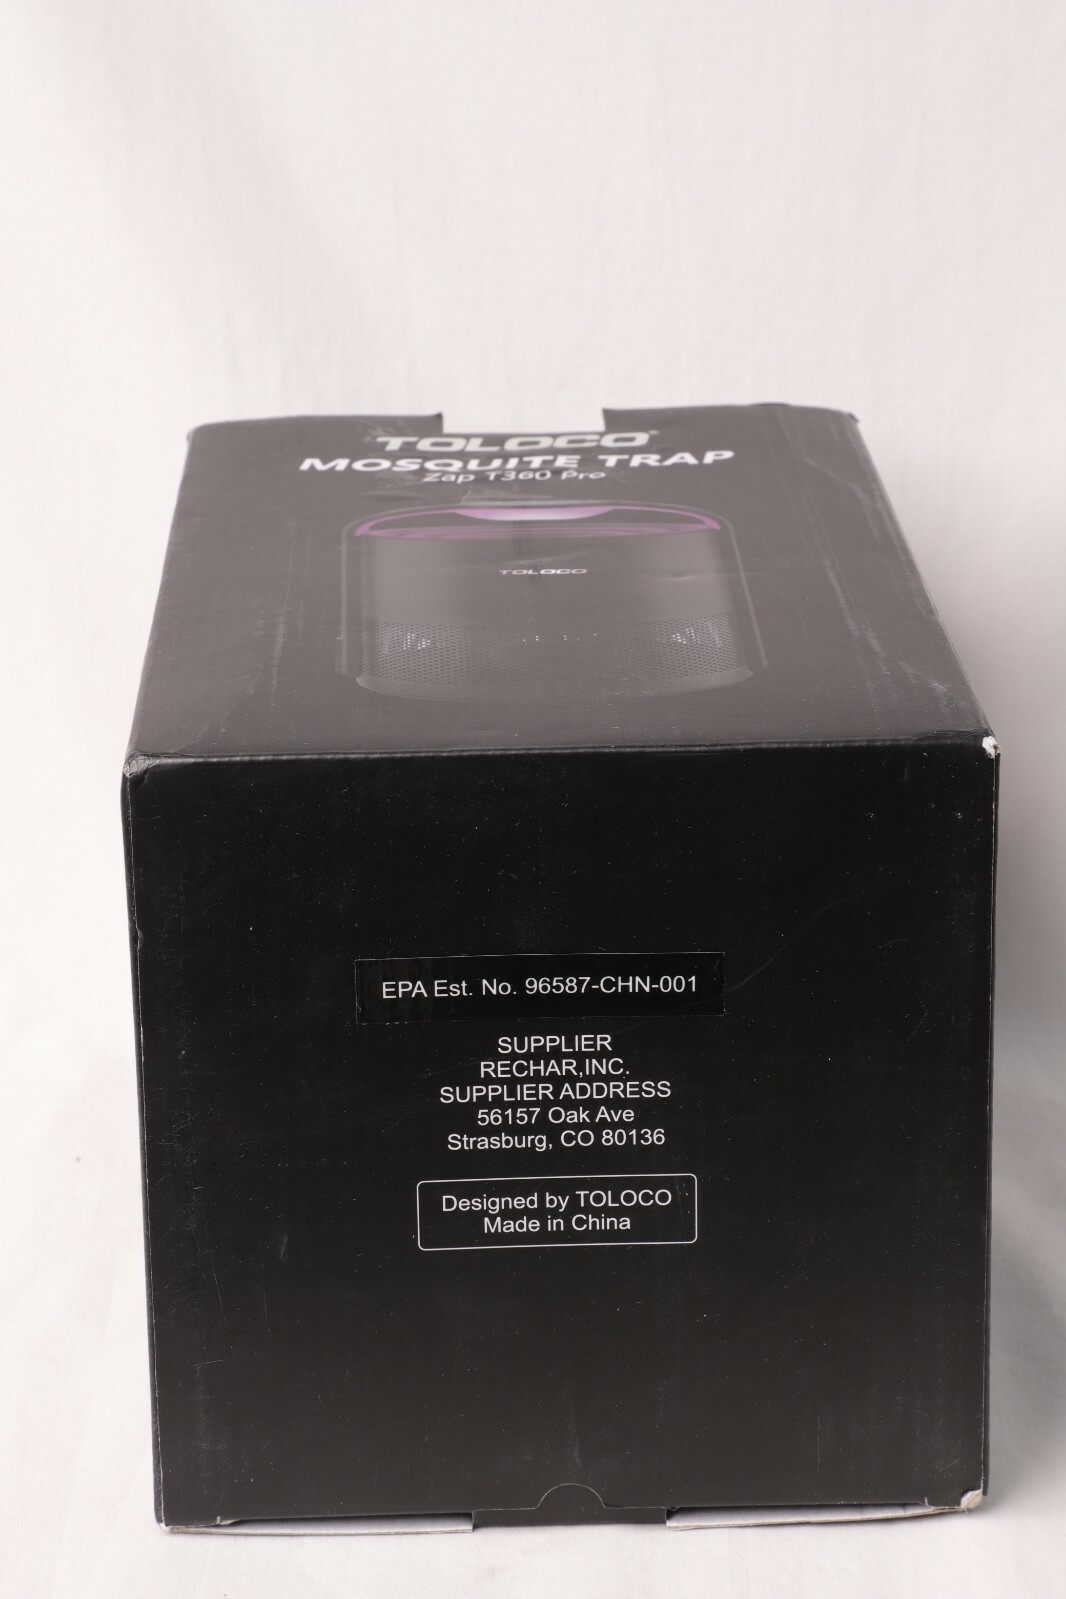 TOLOCO
MOSQUITE TRAP
Zap T360 Pro
TOLOCO
EPA Est. No. 96587-CHN-001
SUPPLIER
RECHAR,INC.
SUPPLIER ADDRESS
56157 Oak Ave
Strasburg, CO 80136
Designed by TOLOCO
Made in China